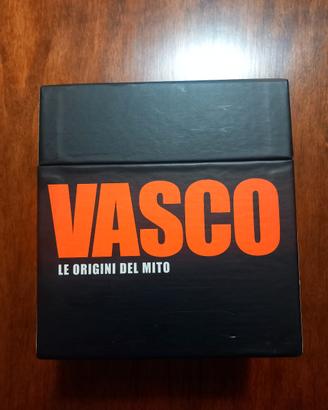 VASCO
LE ORIGINI DEL MITO